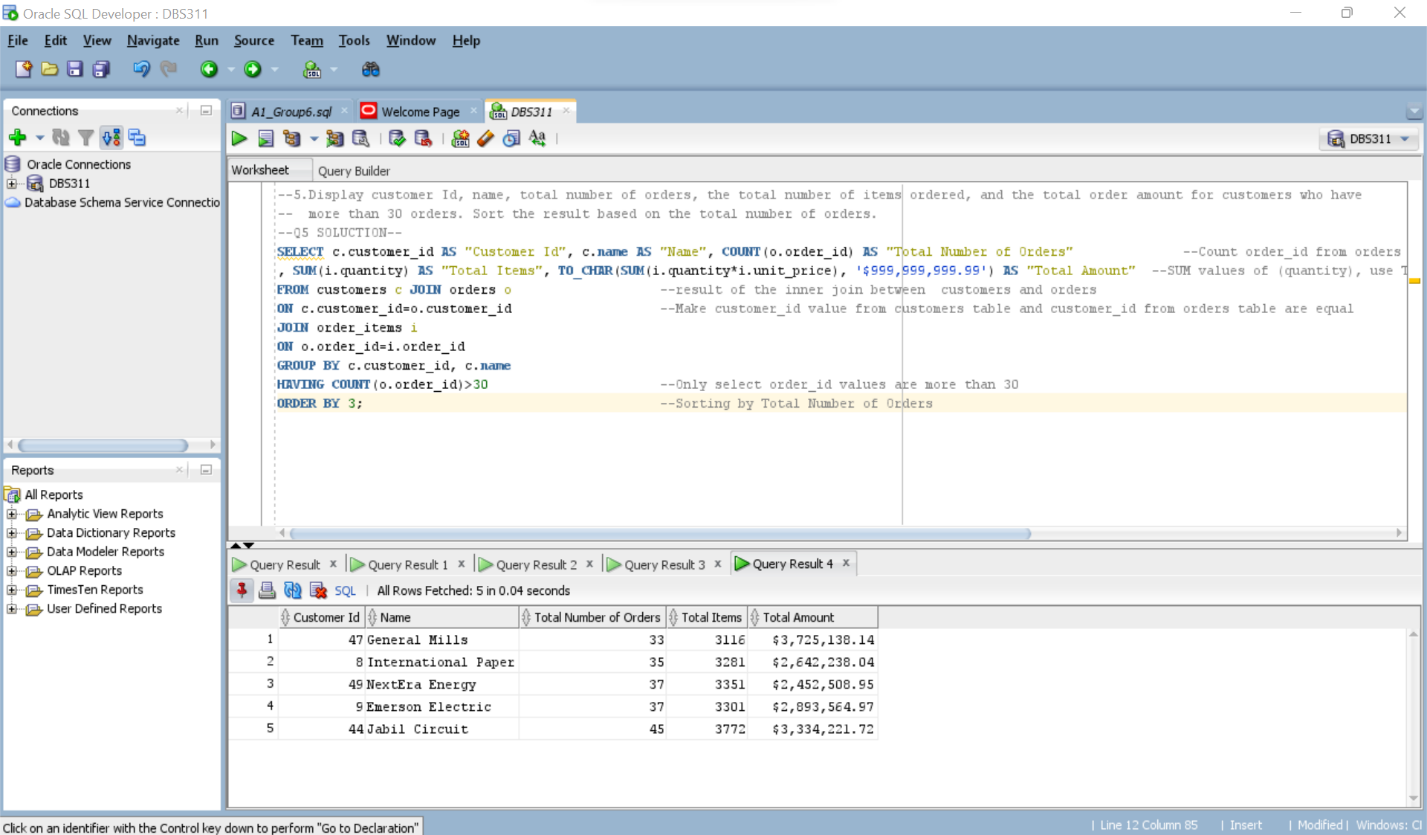 Oracle SQL Developer : DBS311
File Edit View Navigate Run Source Team Tools Window Help
Connections
A1_Group6.sql
Welcome Page
DBS311
DBS311
Oracle Connections
DBS311
Database Schema Service Connectio
Worksheet
Query Builder
--5.Display customer Id, name, total number of orders, the total number of items ordered, and the total order amount for customers who have
-- more than 30 orders. Sort the result based on the total number of orders.
--Q5 SOLUCTION--
SELECT c.customer_id AS "Customer Id", c.name AS "Name", COUNT(o.order_id) AS "Total Number of Orders" --Count order_id from orders
, SUM(i.quantity) AS "Total Items", TO_CHAR(SUM(i.quantity*i.unit_price), '$999,999,999.99') AS "Total Amount" --SUM values of (quantity), use T
FROM customers c JOIN orders o --result of the inner join between customers and orders
ON c.customer_id=o.customer_id --Make customer_id value from customers table and customer_id from orders table are equal
JOIN order_items i
ON o.order_id=i.order_id
GROUP BY c.customer_id, c.name
HAVING COUNT(o.order_id)>30 --Only select order_id values are more than 30
ORDER BY 3; --Sorting by Total Number of Orders
Reports
All Reports
Analytic View Reports
Data Dictionary Reports
Data Modeler Reports
OLAP Reports
TimesTen Reports
User Defined Reports
Query Result
Query Result 1
Query Result 2
Query Result 3
Query Result 4
SQL | All Rows Fetched: 5 in 0.04 seconds
Customer Id Name Total Number of Orders Total Items Total Amount
1 47 General Mills 33 3116 $3,725,138.14
2 8 International Paper 35 3281 $2,642,238.04
3 49 NextEra Energy 37 3351 $2,452,508.95
4 9 Emerson Electric 37 3301 $2,893,564.97
5 44 Jabil Circuit 45 3772 $3,334,221.72
Click on an identifier with the Control key down to perform "Go to Declaration"
| Line 12 Column 85 | Insert | Modified | Windows: C